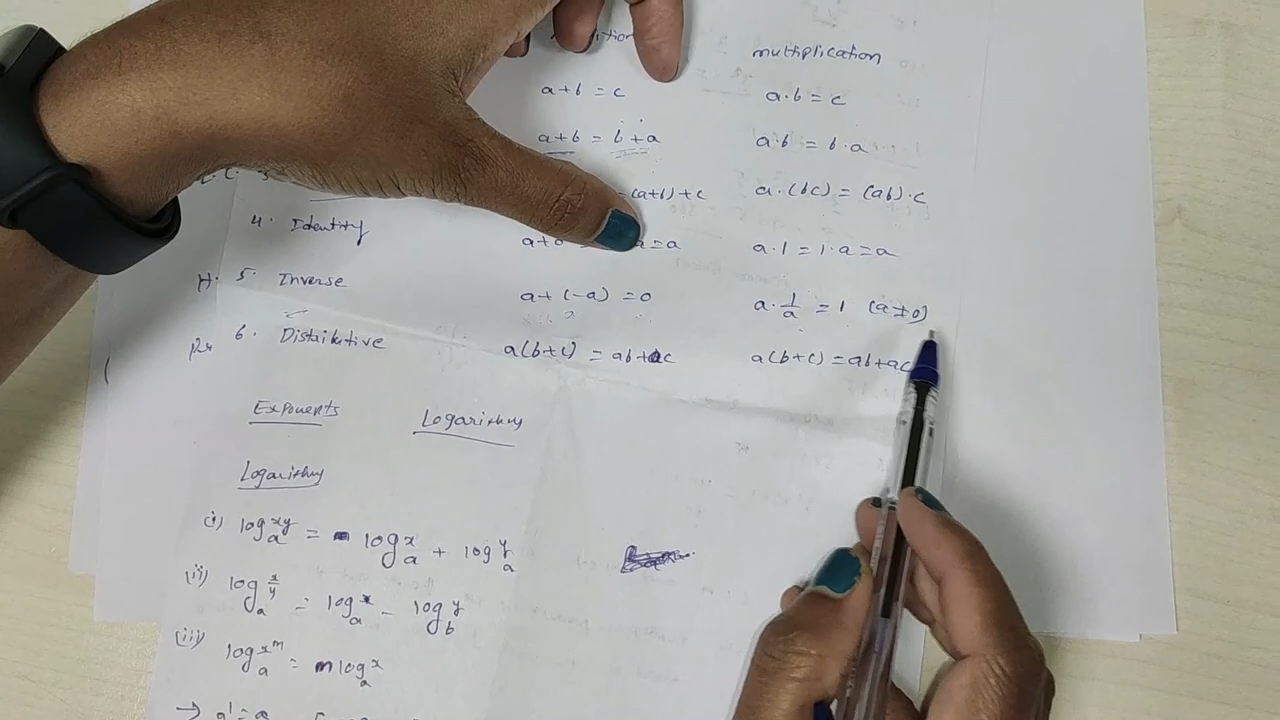 multiplication
a+b = c a·b = c
a+b = b+a a·b = b·a
=(a+b)+c a·(bc) = (ab)·c
4. Identity =a a·1 = 1·a = a
H· 5. Inverse a+(-a) = 0 a·1/a = 1 (a≠0)
6. Distributive a(b+c) = ab+ac a(b+c) = ab+ac
Exponents Logarithm
Logarithm
(i) log_a^{xy} = log_a^x + log_a^y
(ii) log_a^{x/y} = log_a^x - log_b^y
(iii) log_a^{x^m} = m log_a^x
→ a^1 = a